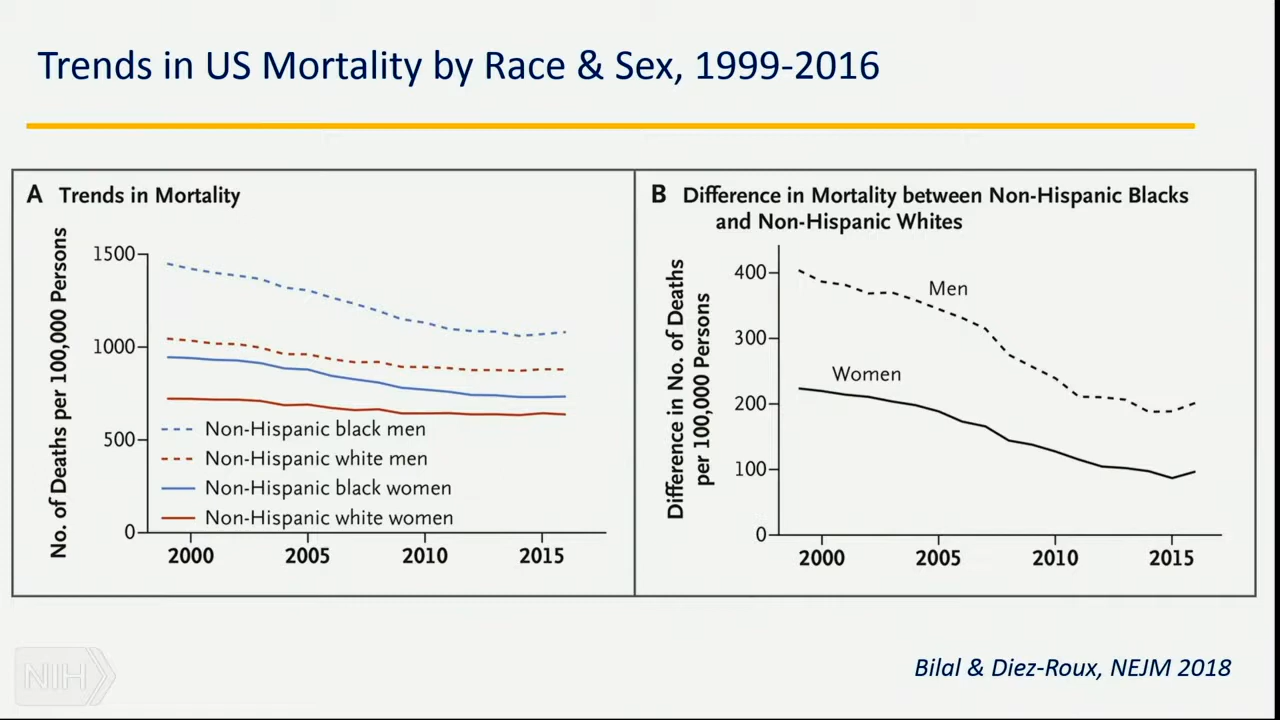 Trends in US Mortality by Race & Sex, 1999-2016
A Trends in Mortality
No. of Deaths per 100,000 Persons
1500
1000
500
0
Non-Hispanic black men
Non-Hispanic white men
Non-Hispanic black women
Non-Hispanic white women
2000 2005 2010 2015
B Difference in Mortality between Non-Hispanic Blacks
and Non-Hispanic Whites
Difference in No. of Deaths
per 100,000 Persons
400
300
200
100
0
Men
Women
2000 2005 2010 2015
NIH
Bilal & Diez-Roux, NEJM 2018